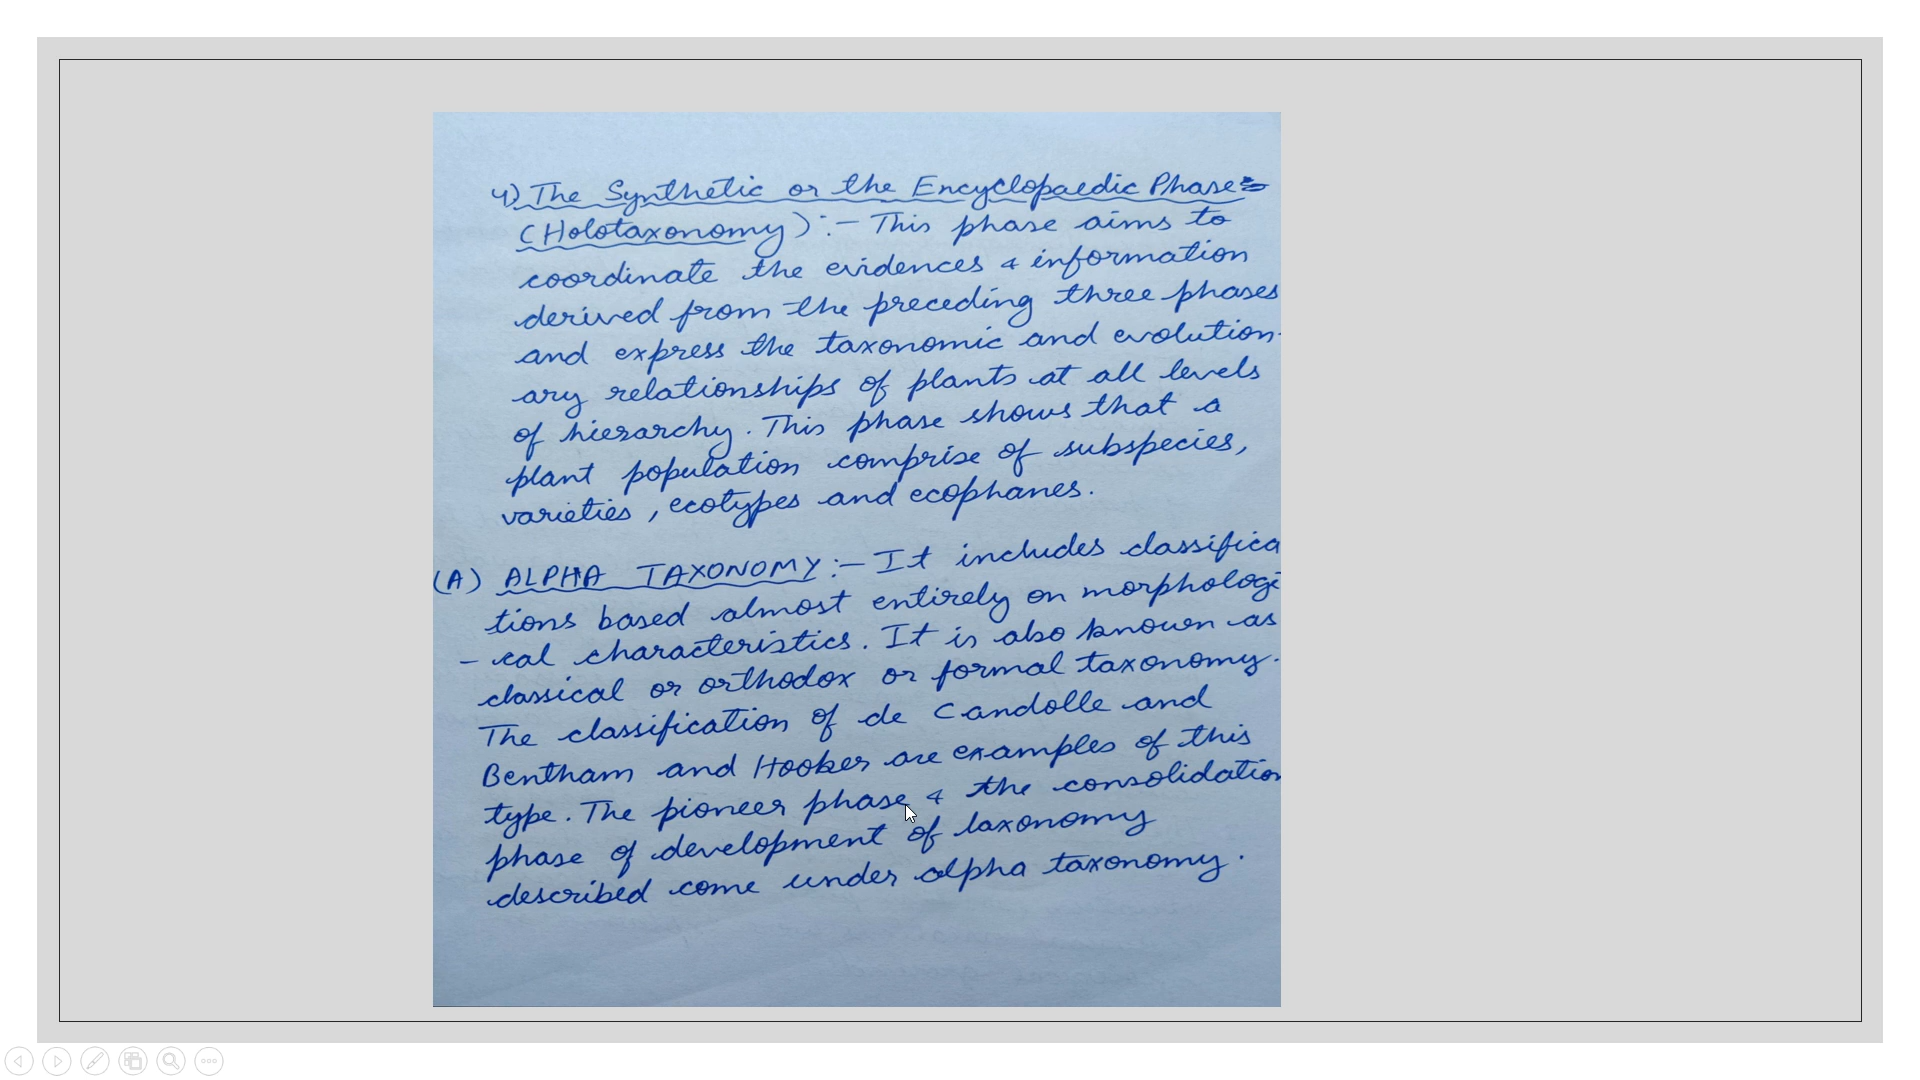 4) The Synthetic or the Encyclopaedic Phase
(Holotaxonomy) :- This phase aims to
coordinate the evidences & information
derived from the preceding three phases
and express the taxonomic and evolution-
ary relationships of plants at all levels
of hierarchy. This phase shows that a
plant population comprise of subspecies,
varieties, ecotypes and ecophanes.
(A) ALPHA TAXONOMY :- It includes classifica
tions based almost entirely on morphologi
- cal characteristics. It is also known as
classical or orthodox or formal taxonomy.
The classification of de Candolle and
Bentham and Hooker are examples of this
type. The pioneer phase & the consolidation
phase of development of taxonomy
described come under alpha taxonomy.